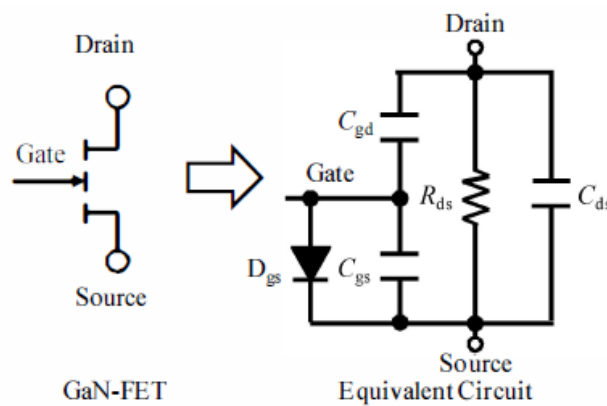 Drain
Gate
Source
GaN-FET
Drain
Cgd
Gate
Rds
Cds
Dgs
Cgs
Source
Equivalent Circuit